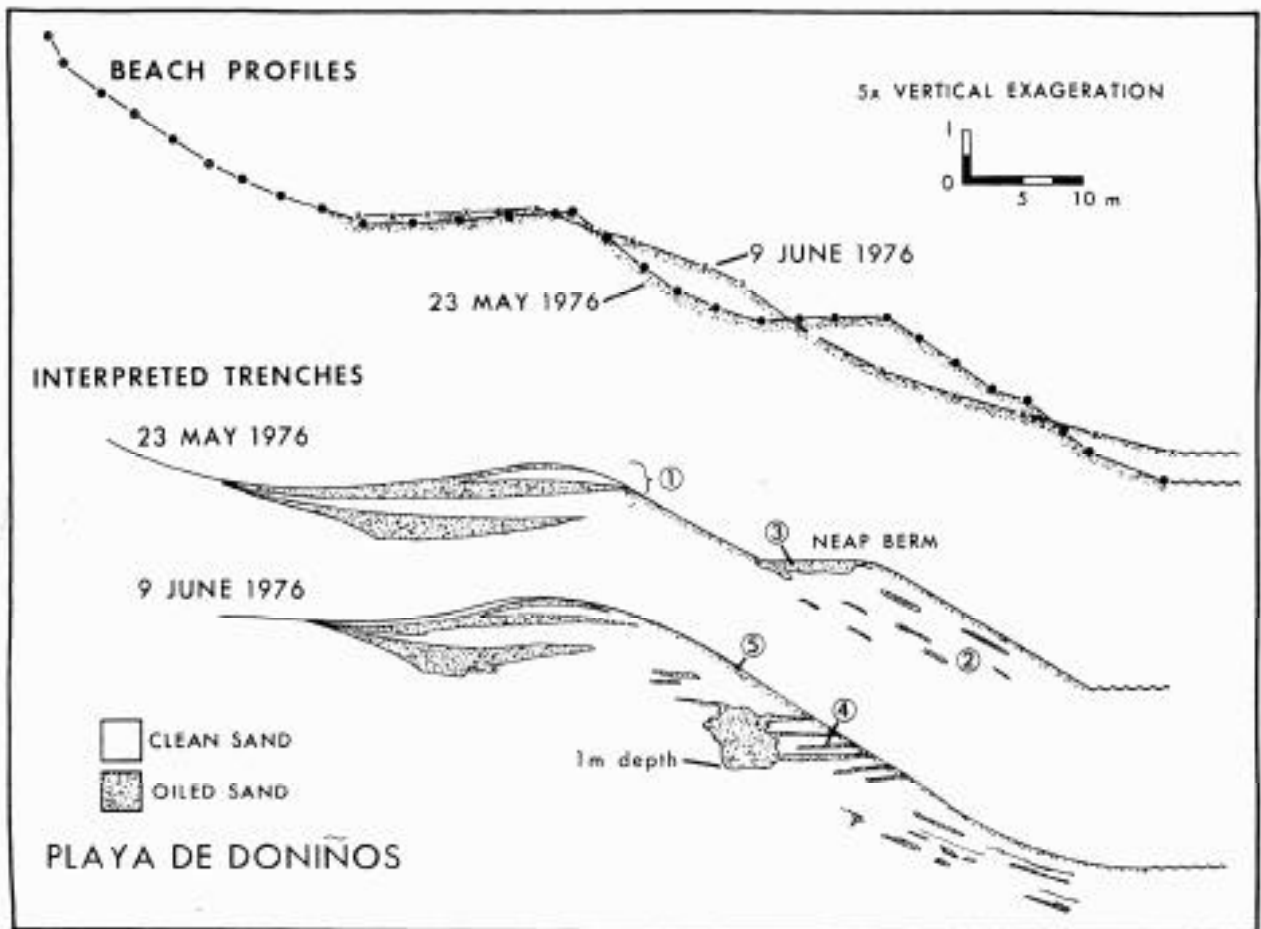 BEACH PROFILES
5x VERTICAL EXAGERATION
1
0
5 10 m
9 JUNE 1976
23 MAY 1976
INTERPRETED TRENCHES
23 MAY 1976
①
③ NEAP BERM
②
9 JUNE 1976
⑤
④
1m depth
CLEAN SAND
OILED SAND
PLAYA DE DONIÑOS